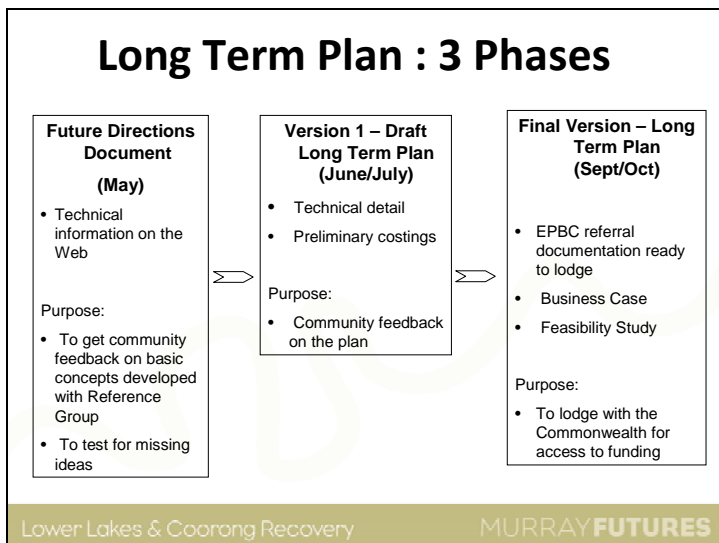 Long Term Plan : 3 Phases
Future Directions
Document
(May)
• Technical
information on the
Web
Purpose:
• To get community
feedback on basic
concepts developed
with Reference
Group
• To test for missing
ideas
Version 1 – Draft
Long Term Plan
(June/July)
• Technical detail
• Preliminary costings
Purpose:
• Community feedback
on the plan
Final Version – Long
Term Plan
(Sept/Oct)
• EPBC referral
documentation ready
to lodge
• Business Case
• Feasibility Study
Purpose:
• To lodge with the
Commonwealth for
access to funding
Lower Lakes & Coorong Recovery
MURRAYFUTURES